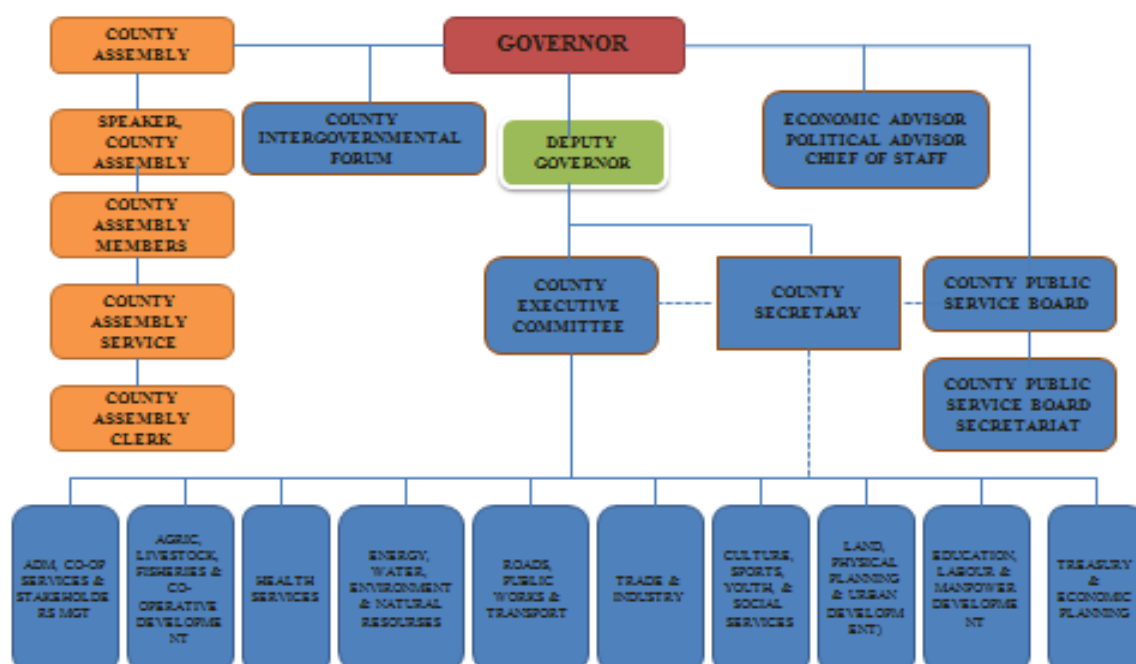 COUNTY
ASSEMBLY
GOVERNOR
SPEAKER,
COUNTY
ASSEMBLY
COUNTY
INTERGOVERNMENTAL
FORUM
DEPUTY
GOVERNOR
ECONOMIC ADVISOR
POLITICAL ADVISOR
CHIEF OF STAFF
COUNTY
ASSEMBLY
MEMBERS
COUNTY
ASSEMBLY
SERVICE
COUNTY
EXECUTIVE
COMMITTEE
COUNTY
SECRETARY
COUNTY PUBLIC
SERVICE BOARD
COUNTY
ASSEMBLY
CLERK
COUNTY PUBLIC
SERVICE BOARD
SECRETARIAT
ADM, CO-OP
SERVICES &
STAKEHOLDE
RS MGT
AGRIC,
LIVESTOCK,
FISHERIES &
CO-
OPERATIVE
DEVELOPME
NT
HEALTH
SERVICES
ENERGY,
WATER,
ENVIRONMENT
& NATURAL
RESOURSES
ROADS,
PUBLIC
WORKS &
TRANSPORT
TRADE &
INDUSTRY
CULTURE,
SPORTS,
YOUTH, &
SOCIAL
SERVICES
LAND,
PHYSICAL
PLANNING
& URBAN
DEVELOPM
ENT)
EDUCATION,
LABOUR &
MANPOWER
DEVELOPME
NT
TREASURY
&
ECONOMIC
PLANNING